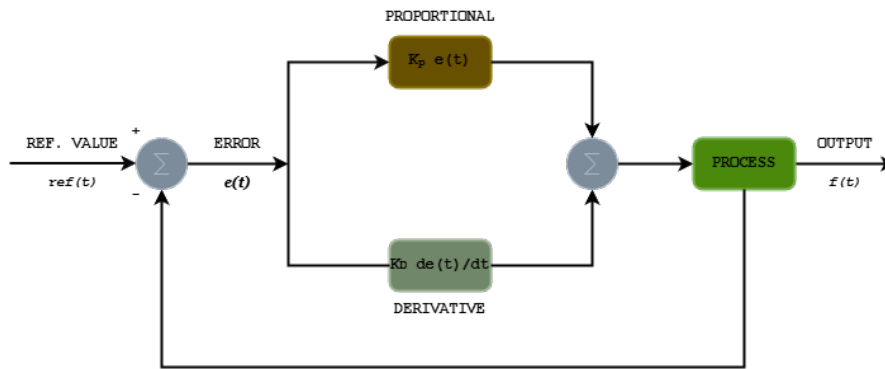 PROPORTIONAL
Kₚ e(t)
+
REF. VALUE
ref(t)
−
Σ
ERROR
e(t)
Σ
PROCESS
OUTPUT
f(t)
KD de(t)/dt
DERIVATIVE